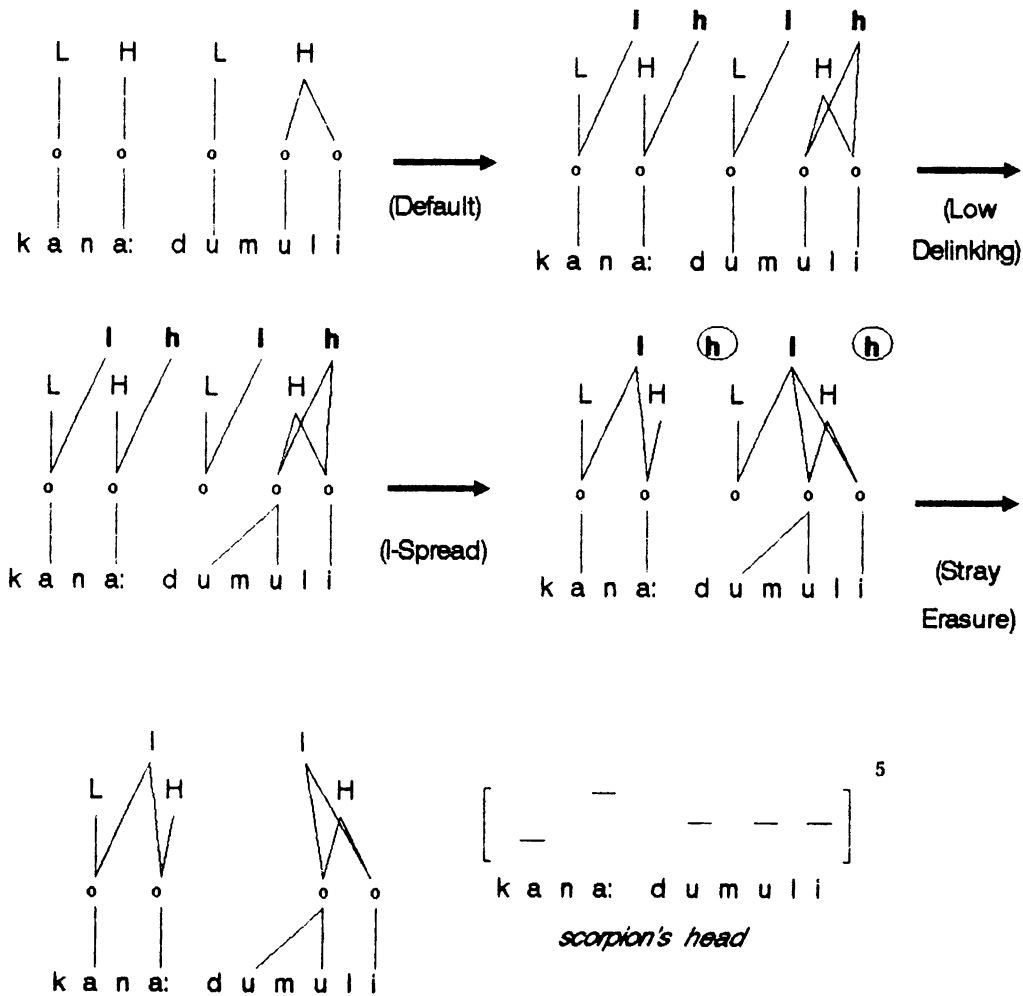 l h l h
L H L H L H L H
o o o o o o o o o o
(Default)
k a n a: d u m u l i k a n a: d u m u l i
(Low
Delinking)
l h l h l h l h
L H L H L H L H
o o o o o o o o o o
(l-Spread)
k a n a: d u m u l i k a n a: d u m u l i
(Stray
Erasure)
l l
L H H
5
o o o o
k a n a: d u m u l i
scorpion's head
k a n a: d u m u l i